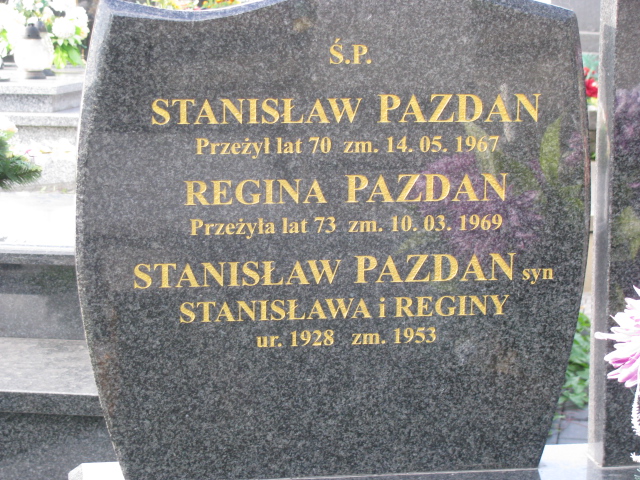 Ś.P.
STANISŁAW PAZDAN
Przeżył lat 70 zm. 14. 05. 1967
REGINA PAZDAN
Przeżyła lat 73 zm. 10. 03. 1969
STANISŁAW PAZDAN syn
STANISŁAWA i REGINY
ur. 1928 zm. 1953